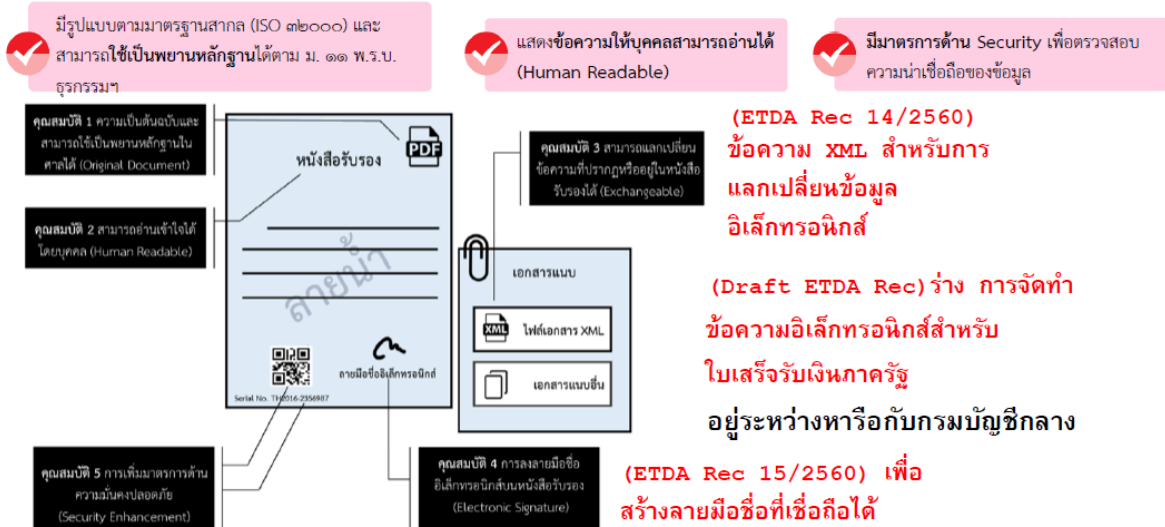 มีรูปแบบตามมาตรฐานสากล (ISO ๓๒๐๐๐) และ
สามารถใช้เป็นพยานหลักฐานได้ตาม ม. ๑๑ พ.ร.บ.
ธุรกรรมฯ
แสดงข้อความให้บุคคลสามารถอ่านได้
(Human Readable)
มีมาตรการด้าน Security เพื่อตรวจสอบ
ความน่าเชื่อถือของข้อมูล
คุณสมบัติ 1 ความเป็นต้นฉบับและ
สามารถใช้เป็นพยานหลักฐานใน
ศาลได้ (Original Document)
คุณสมบัติ 2 สามารถอ่านเข้าใจได้
โดยบุคคล (Human Readable)
หนังสือรับรอง
PDF
ลายน้ำ
ลายมือชื่ออิเล็กทรอนิกส์
Serial No. TH2016-2356987
คุณสมบัติ 3 สามารถแลกเปลี่ยน
ข้อความที่ปรากฏหรืออยู่ในหนังสือ
รับรองได้ (Exchangeable)
เอกสารแนบ
XML
ไฟล์เอกสาร XML
เอกสารแนบอื่น
(ETDA Rec 14/2560)
ข้อความ XML สำหรับการ
แลกเปลี่ยนข้อมูล
อิเล็กทรอนิกส์
(Draft ETDA Rec)ร่าง การจัดทำ
ข้อความอิเล็กทรอนิกส์สำหรับ
ใบเสร็จรับเงินภาครัฐ
อยู่ระหว่างหารือกับกรมบัญชีกลาง
คุณสมบัติ 5 การเพิ่มมาตรการด้าน
ความมั่นคงปลอดภัย
(Security Enhancement)
คุณสมบัติ 4 การลงลายมือชื่อ
อิเล็กทรอนิกส์บนหนังสือรับรอง
(Electronic Signature)
(ETDA Rec 15/2560) เพื่อ
สร้างลายมือชื่อที่เชื่อถือได้